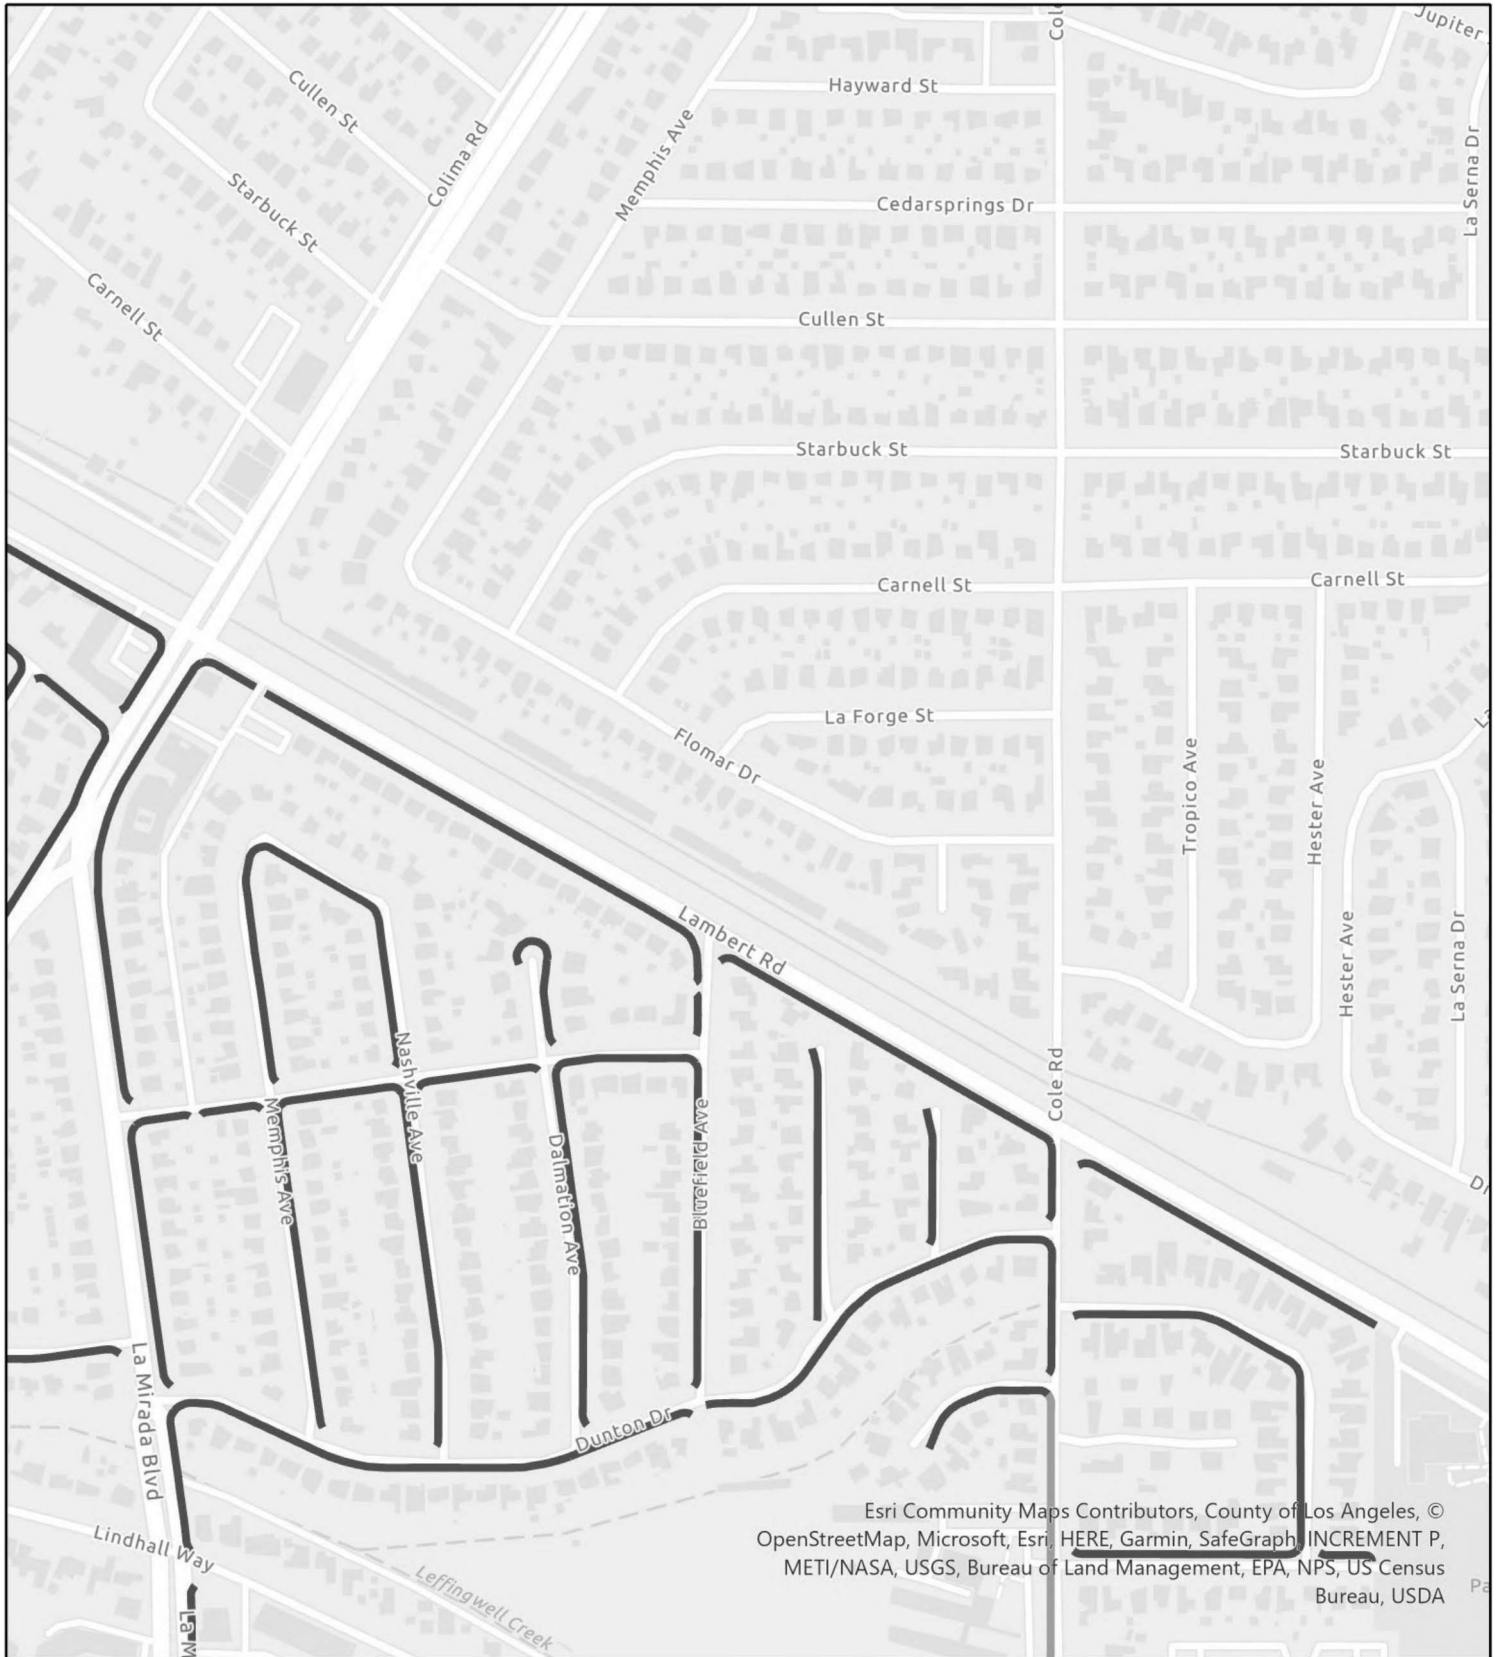 Jupiter
Hayward St
Cullen St
Colima Rd
Memphis Ave
La Serna Dr
Cedarsprings Dr
Starbuck St
Carnell St
Cullen St
Starbuck St
Starbuck St
Carnell St
Carnell St
La Forge St
Flomar Dr
Tropico Ave
Hester Ave
Lambert Rd
Hester Ave
La Serna Dr
Cole Rd
Nashville Ave
Memphis Ave
Dalmation Ave
Bluefield Ave
La Mirada Blvd
Dunton Dr
Lindhall Way
Leffingwell Creek
Esri Community Maps Contributors, County of Los Angeles, ©
OpenStreetMap, Microsoft, Esri, HERE, Garmin, SafeGraph, INCREMENT P,
METI/NASA, USGS, Bureau of Land Management, EPA, NPS, US Census
Bureau, USDA